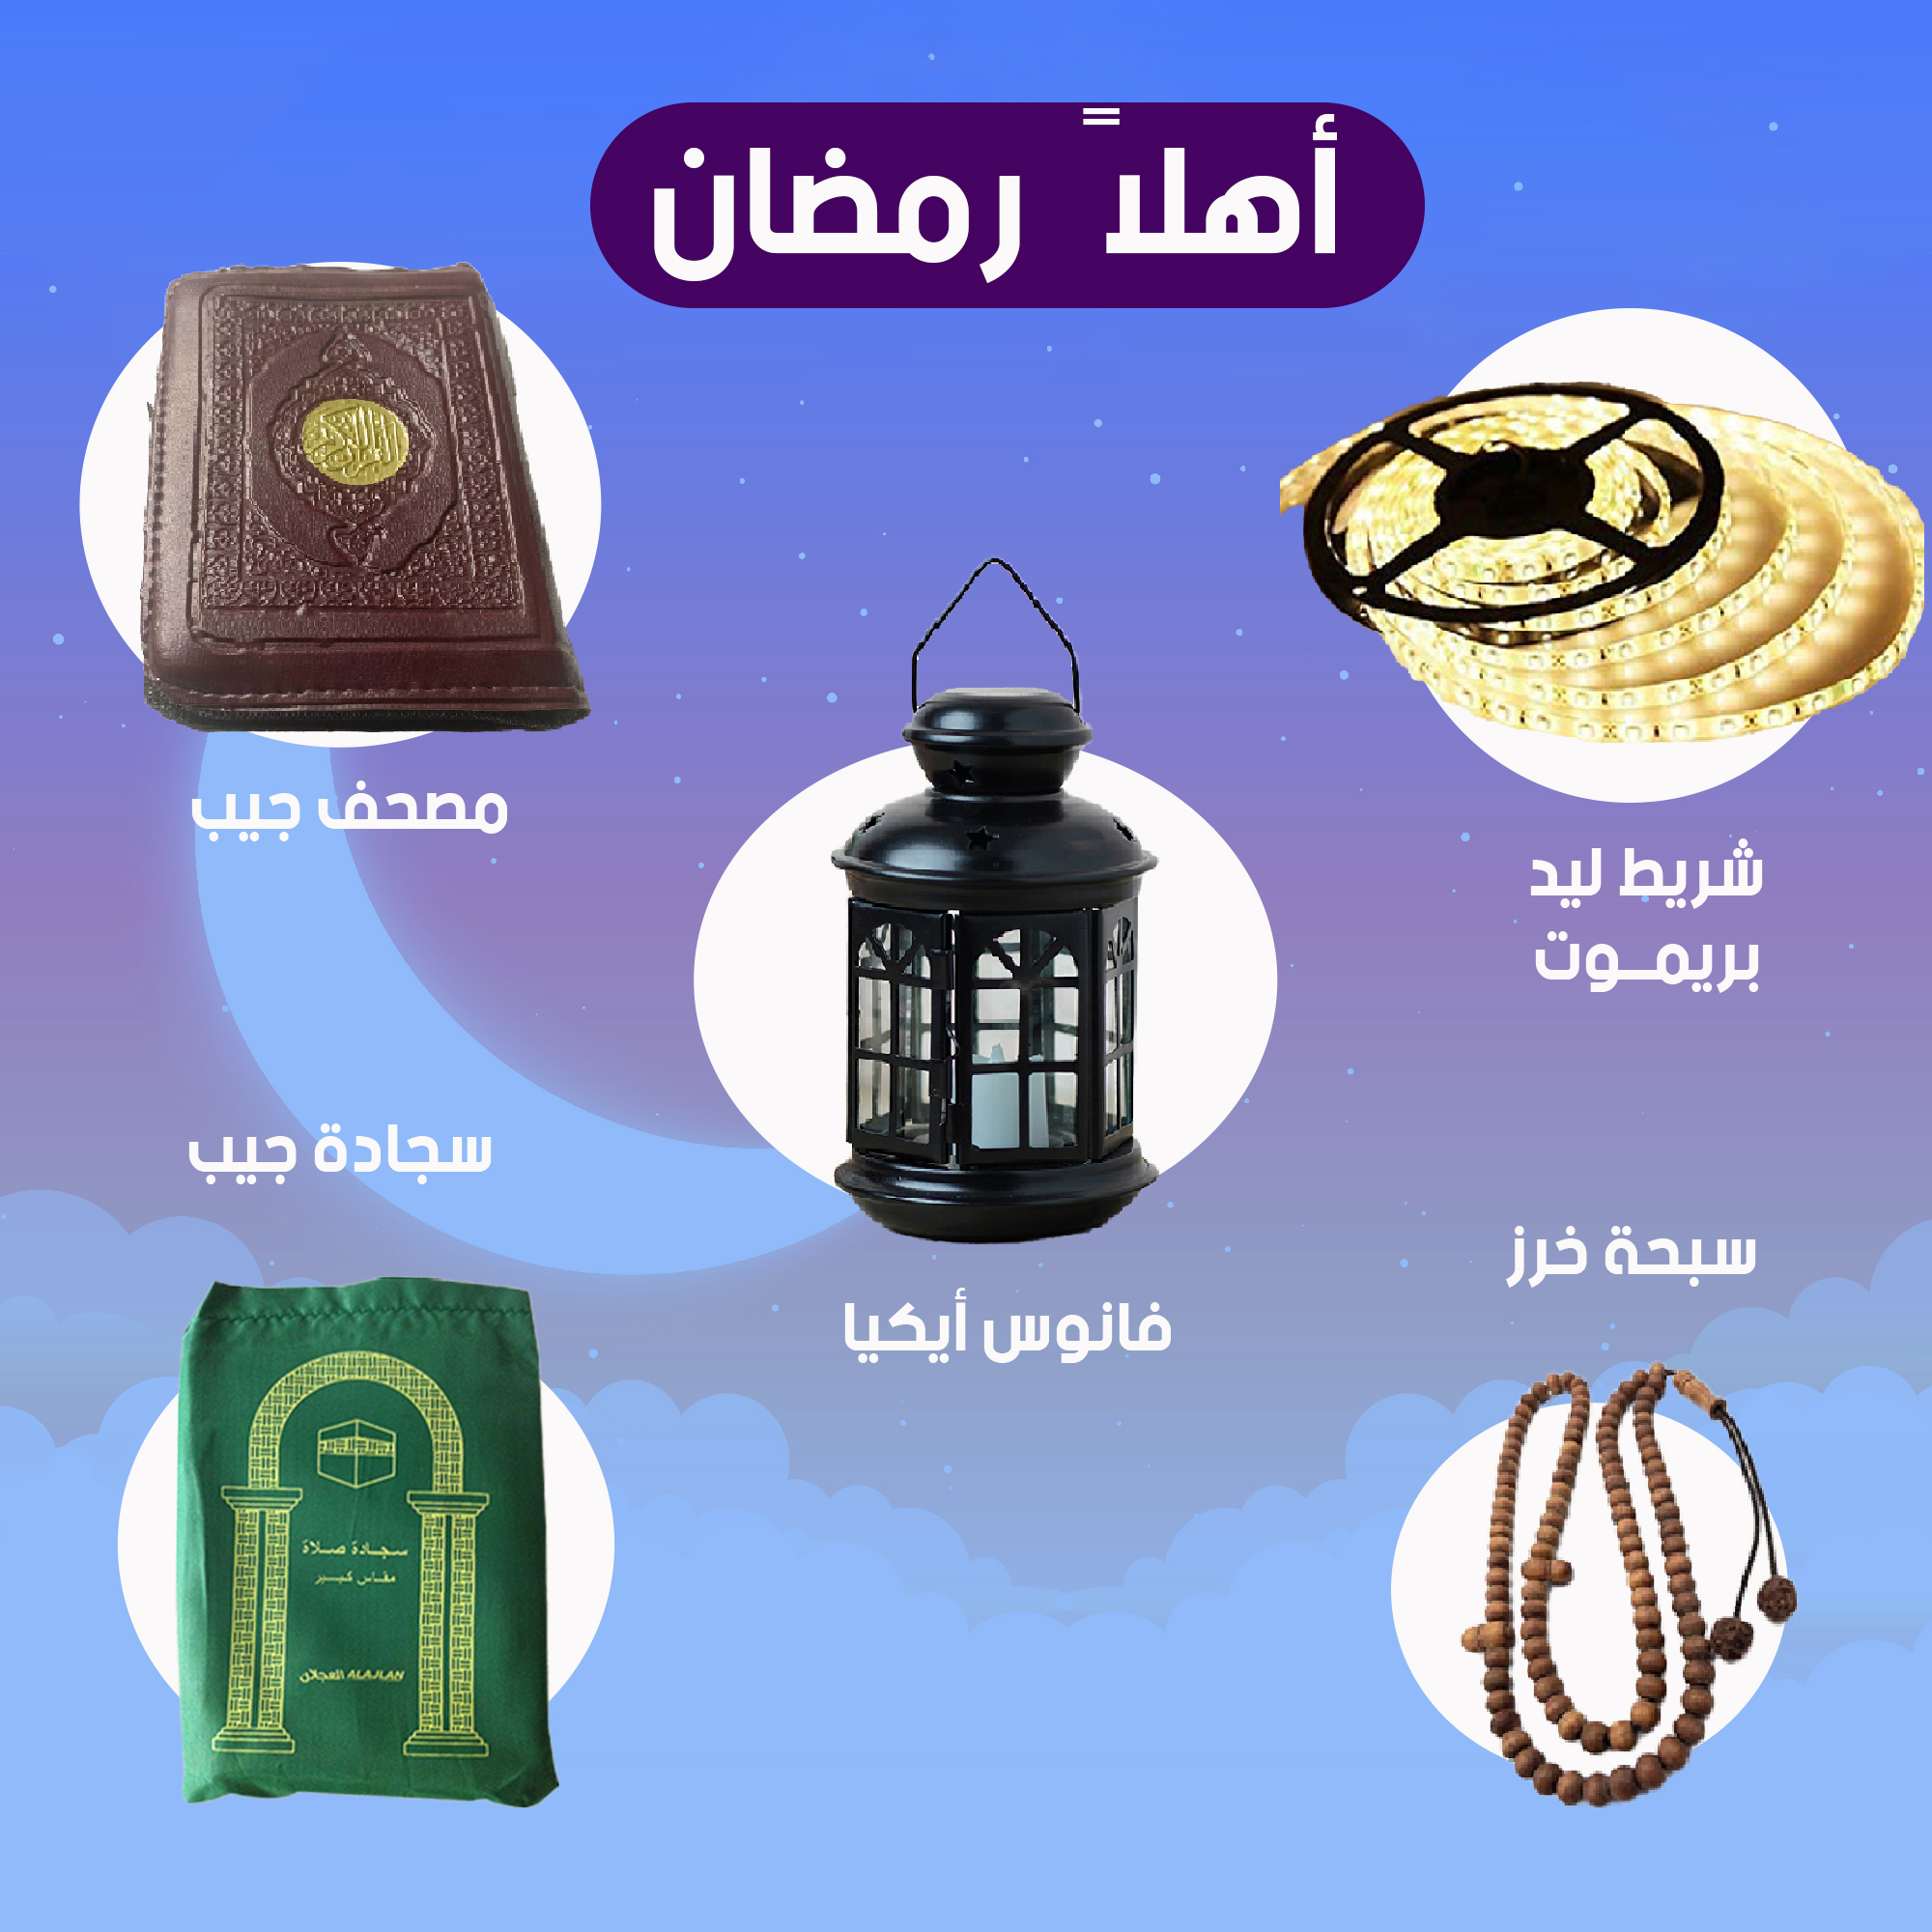 أهلاً رمضان
مصحف جيب
شريط ليد
بريمـوت
سجادة جيب
فانوس أيكيا
سبحة خرز
سجادة صلاة
مقاس كبير
العجلان ALAJLAN